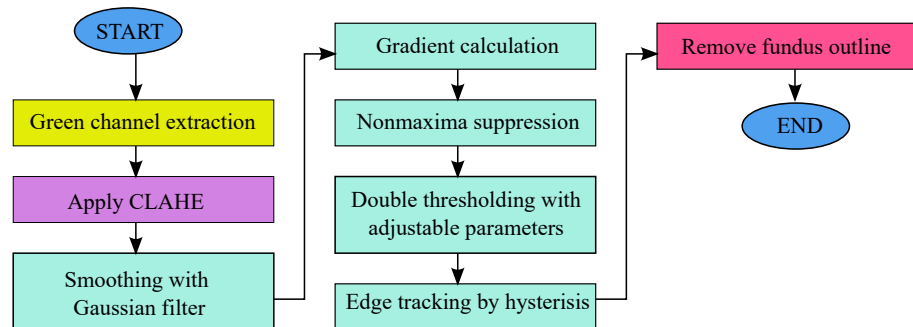 START
Green channel extraction
Apply CLAHE
Smoothing with
Gaussian filter
Gradient calculation
Nonmaxima suppression
Double thresholding with
adjustable parameters
Edge tracking by hysterisis
Remove fundus outline
END